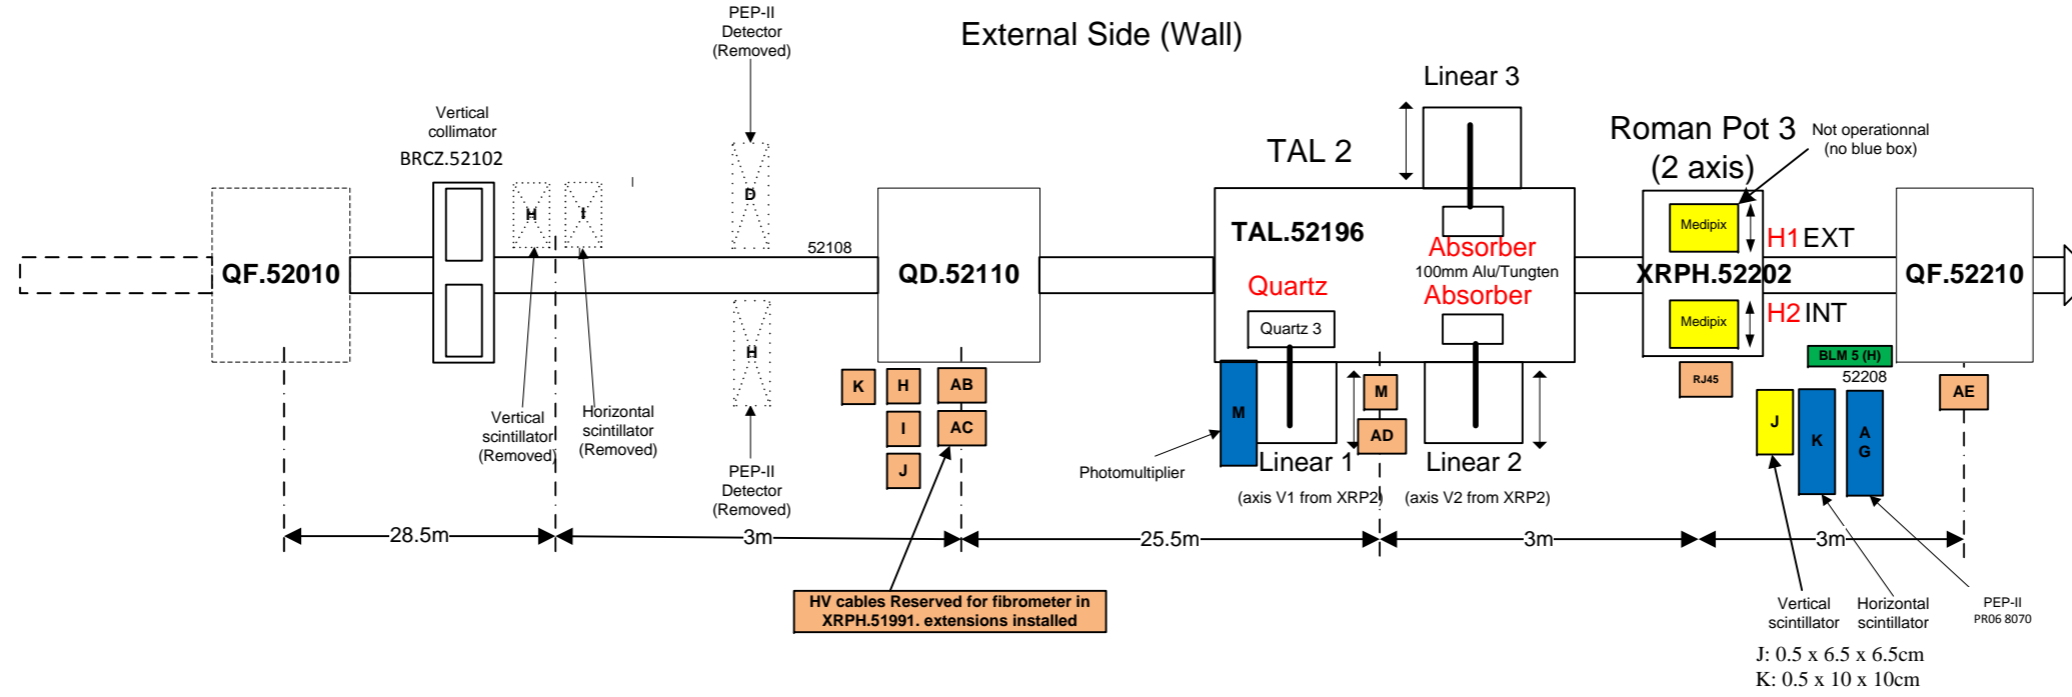 External Side (Wall)
PEP-II
Detector
(Removed)
Vertical
collimator
BRCZ.52102
H
I
D
H
52108
QF.52010
QD.52110
Vertical
scintillator
(Removed)
Horizontal
scintillator
(Removed)
PEP-II
Detector
(Removed)
K
H
AB
I
AC
J
TAL 2
Linear 3
TAL.52196
Absorber
100mm Alu/Tungten
Absorber
Quartz
Quartz 3
M
Photomultiplier
Linear 1
(axis V1 from XRP2)
M
AD
Linear 2
(axis V2 from XRP2)
Roman Pot 3
(2 axis)
Not operationnal
(no blue box)
Medipix
H1 EXT
XRPH.52202
Medipix
H2 INT
QF.52210
RJ45
BLM 5 (H)
52208
J
K
A
G
AE
28.5m
3m
25.5m
3m
3m
HV cables Reserved for fibrometer in
XRPH.51991. extensions installed
Vertical
scintillator
Horizontal
scintillator
PEP-II
PR06 8070
J: 0.5 x 6.5 x 6.5cm
K: 0.5 x 10 x 10cm